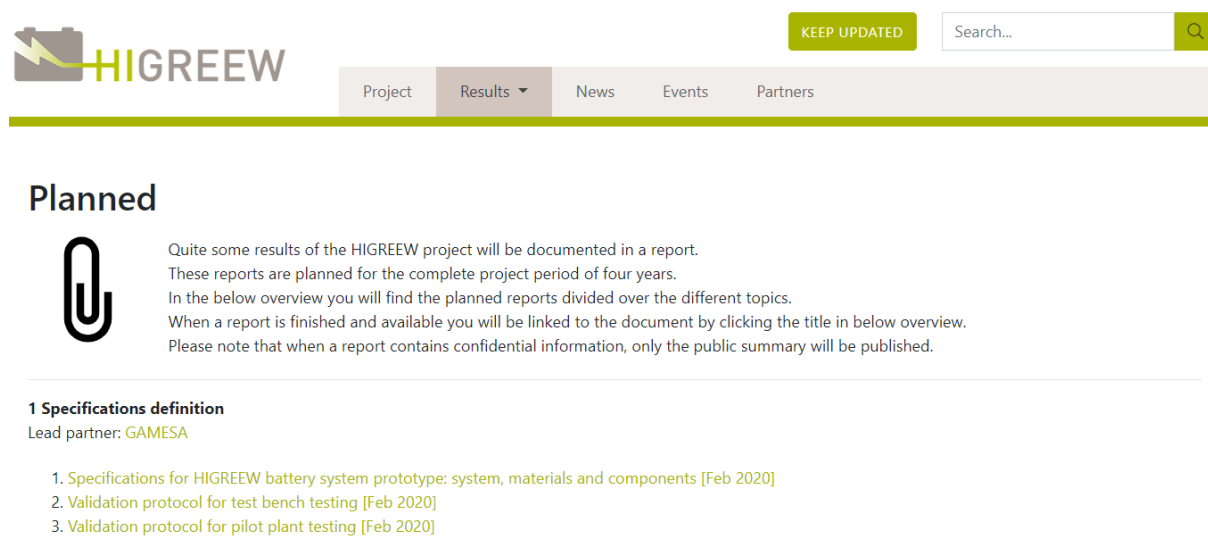 HIGREEW
KEEP UPDATED
Search...
Project
Results
News
Events
Partners
Planned
Quite some results of the HIGREEW project will be documented in a report.
These reports are planned for the complete project period of four years.
In the below overview you will find the planned reports divided over the different topics.
When a report is finished and available you will be linked to the document by clicking the title in below overview.
Please note that when a report contains confidential information, only the public summary will be published.
1 Specifications definition
Lead partner: GAMESA
1. Specifications for HIGREEW battery system prototype: system, materials and components [Feb 2020]
2. Validation protocol for test bench testing [Feb 2020]
3. Validation protocol for pilot plant testing [Feb 2020]